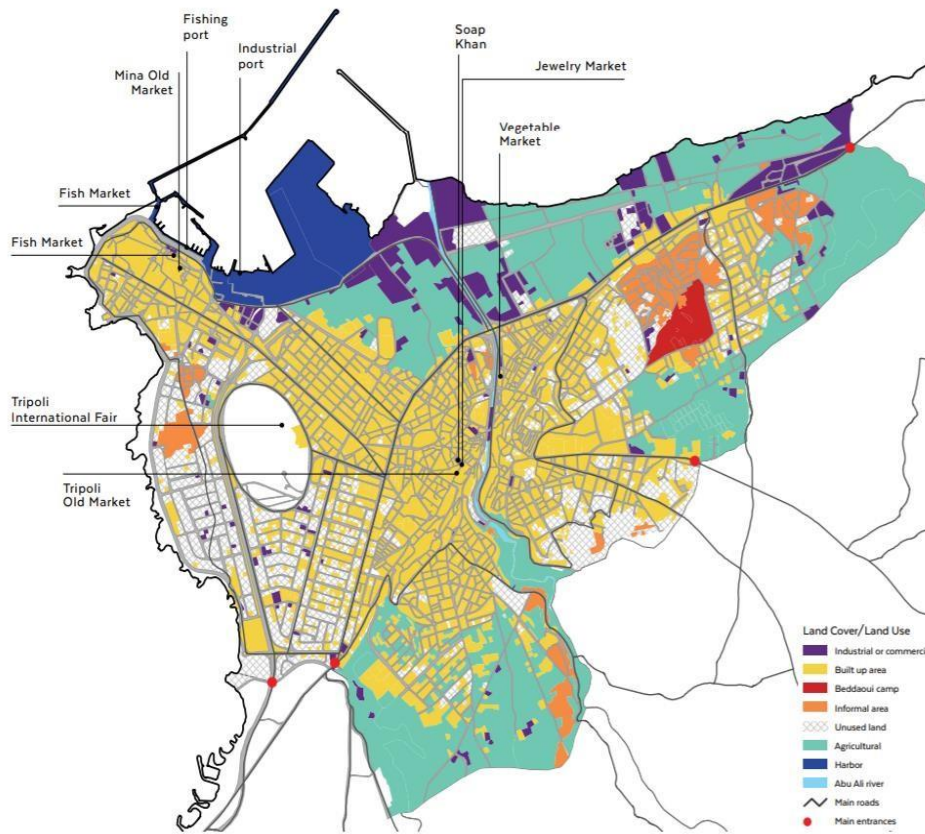 Fishing
port
Soap
Khan
Industrial
port
Jewelry Market
Mina Old
Market
Vegetable
Market
Fish Market
Fish Market
Tripoli
International Fair
Tripoli
Old Market
Land Cover/Land Use
Industrial or commerci
Built up area
Beddaoui camp
Informal area
Unused land
Agricultural
Harbor
Abu Ali river
Main roads
Main entrances